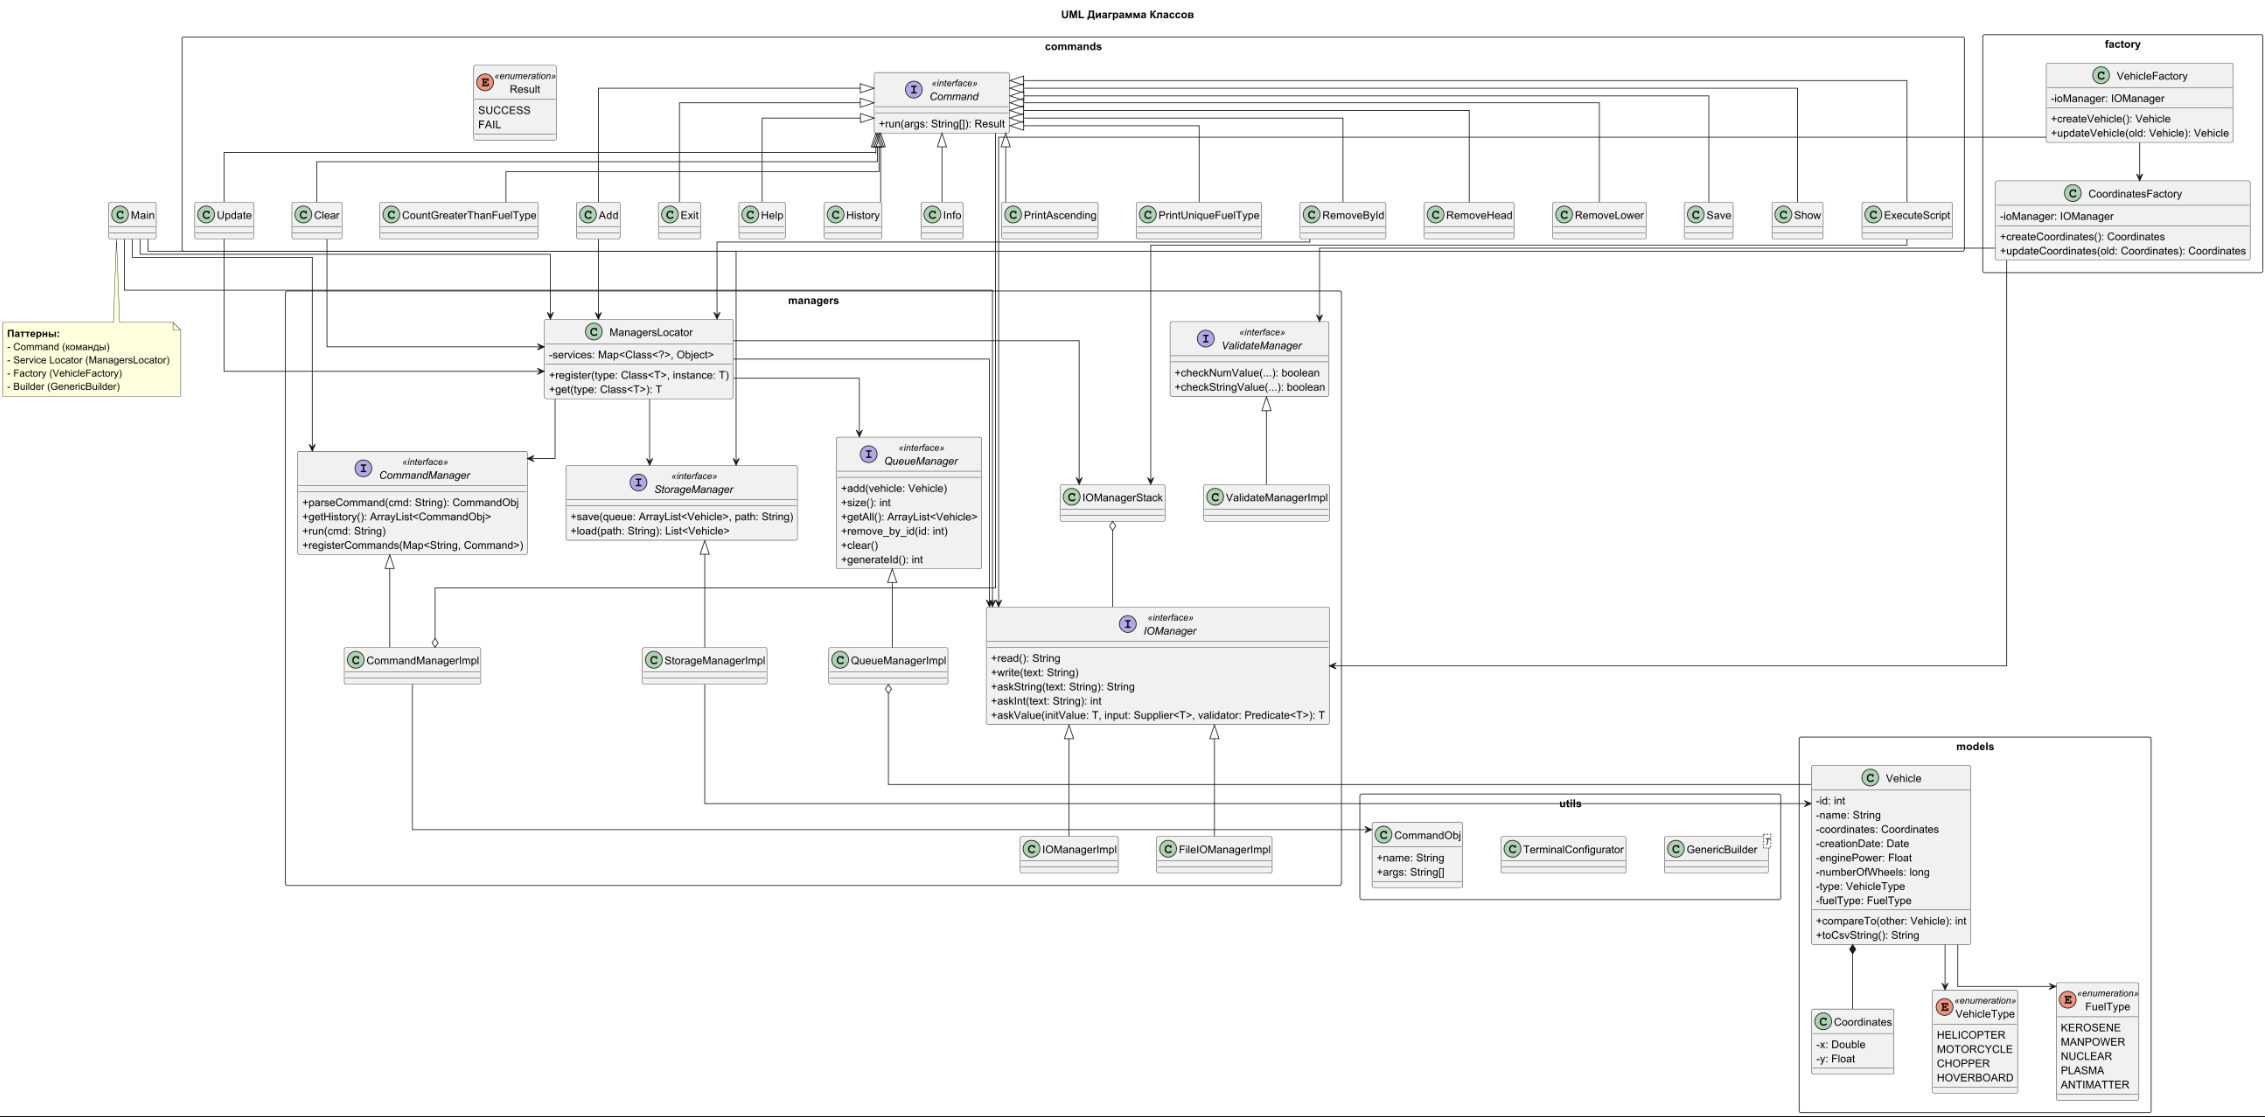 UML Диаграмма Классов
commands
E «enumeration»
Result
SUCCESS
FAIL
I «interface»
Command
+run(args: String[]): Result
factory
C VehicleFactory
-ioManager: IOManager
+createVehicle(): Vehicle
+updateVehicle(old: Vehicle): Vehicle
C CoordinatesFactory
-ioManager: IOManager
+createCoordinates(): Coordinates
+updateCoordinates(old: Coordinates): Coordinates
C Main
C Update
C Clear
C CountGreaterThanFuelType
C Add
C Exit
C Help
C History
C Info
C PrintAscending
C PrintUniqueFuelType
C RemoveById
C RemoveHead
C RemoveLower
C Save
C Show
C ExecuteScript
Паттерны:
- Command (команды)
- Service Locator (ManagersLocator)
- Factory (VehicleFactory)
- Builder (GenericBuilder)
managers
C ManagersLocator
-services: Map<Class<?>, Object>
+register(type: Class<T>, instance: T)
+get(type: Class<T>): T
I «interface»
ValidateManager
+checkNumValue(...): boolean
+checkStringValue(...): boolean
I «interface»
CommandManager
+parseCommand(cmd: String): CommandObj
+getHistory(): ArrayList<CommandObj>
+run(cmd: String)
+registerCommands(Map<String, Command>)
I «interface»
StorageManager
+save(queue: ArrayList<Vehicle>, path: String)
+load(path: String): List<Vehicle>
I «interface»
QueueManager
+add(vehicle: Vehicle)
+size(): int
+getAll(): ArrayList<Vehicle>
+remove_by_id(id: int)
+clear()
+generateId(): int
C IOManagerStack
C ValidateManagerImpl
C CommandManagerImpl
C StorageManagerImpl
C QueueManagerImpl
I «interface»
IOManager
+read(): String
+write(text: String)
+askString(text: String): String
+askInt(text: String): int
+askValue(initValue: T, input: Supplier<T>, validator: Predicate<T>): T
C IOManagerImpl
C FileIOManagerImpl
utils
C CommandObj
+name: String
+args: String[]
C TerminalConfigurator
C GenericBuilder T
models
C Vehicle
-id: int
-name: String
-coordinates: Coordinates
-creationDate: Date
-enginePower: Float
-numberOfWheels: long
-type: VehicleType
-fuelType: FuelType
+compareTo(other: Vehicle): int
+toCsvString(): String
C Coordinates
-x: Double
-y: Float
E «enumeration»
VehicleType
HELICOPTER
MOTORCYCLE
CHOPPER
HOVERBOARD
E «enumeration»
FuelType
KEROSENE
MANPOWER
NUCLEAR
PLASMA
ANTIMATTER